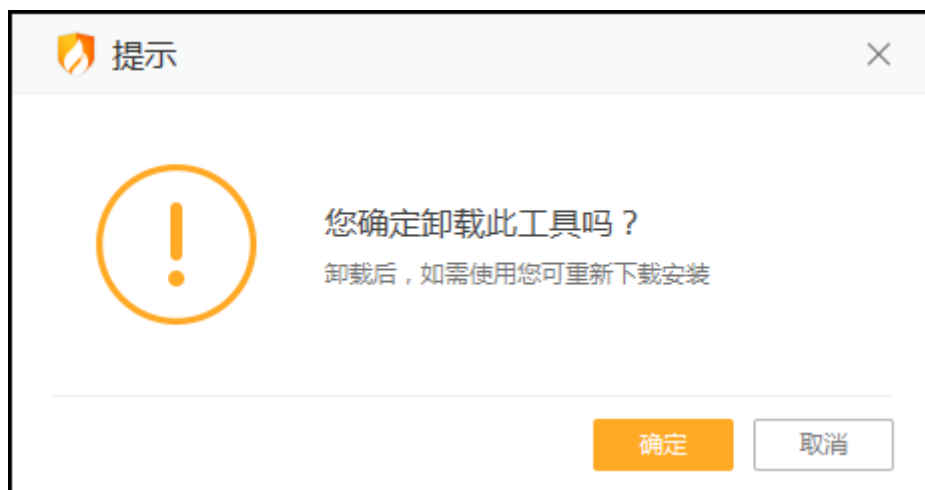 提示
您确定卸载此工具吗？
卸载后，如需使用您可重新下载安装
确定
取消